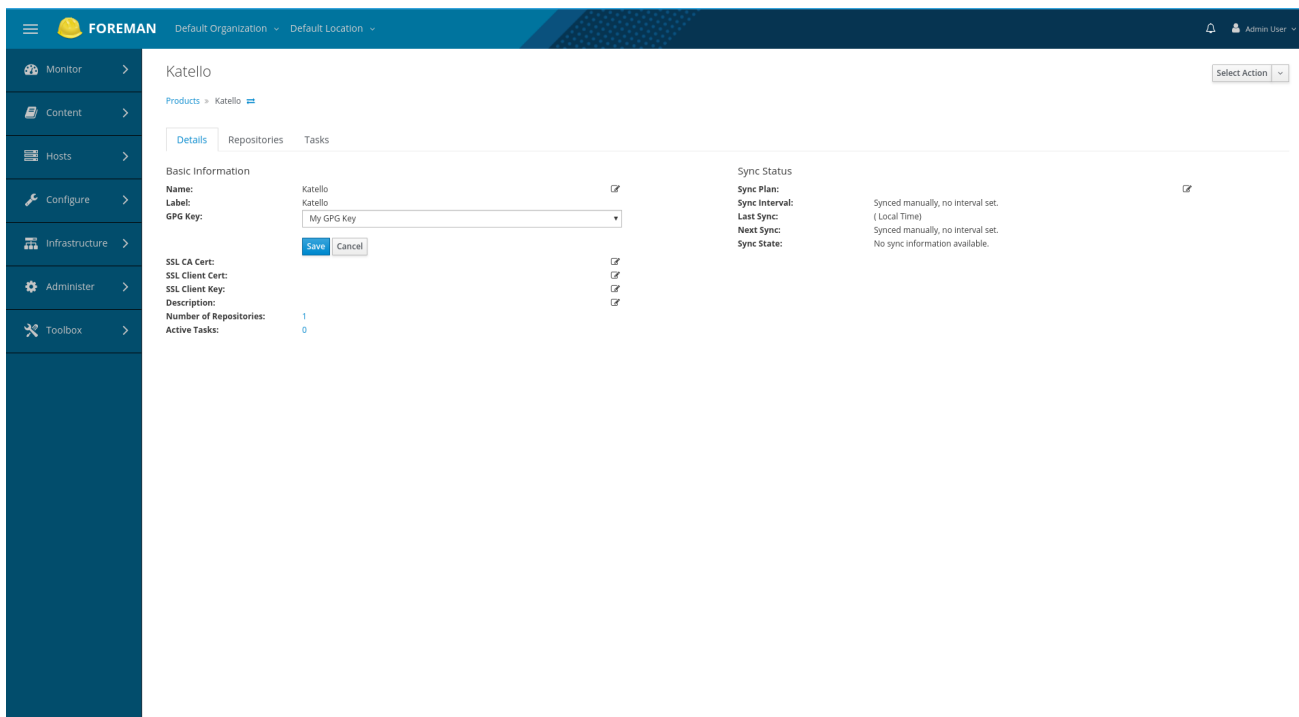 FOREMAN Default Organization Default Location Admin User
Monitor
Content
Hosts
Configure
Infrastructure
Administer
Toolbox
Katello
Select Action
Products » Katello
Details Repositories Tasks
Basic Information
Name: Katello
Label: Katello
GPG Key: My GPG Key
Save Cancel
SSL CA Cert:
SSL Client Cert:
SSL Client Key:
Description:
Number of Repositories: 1
Active Tasks: 0
Sync Status
Sync Plan:
Sync Interval: Synced manually, no interval set.
Last Sync: ( Local Time)
Next Sync: Synced manually, no interval set.
Sync State: No sync information available.